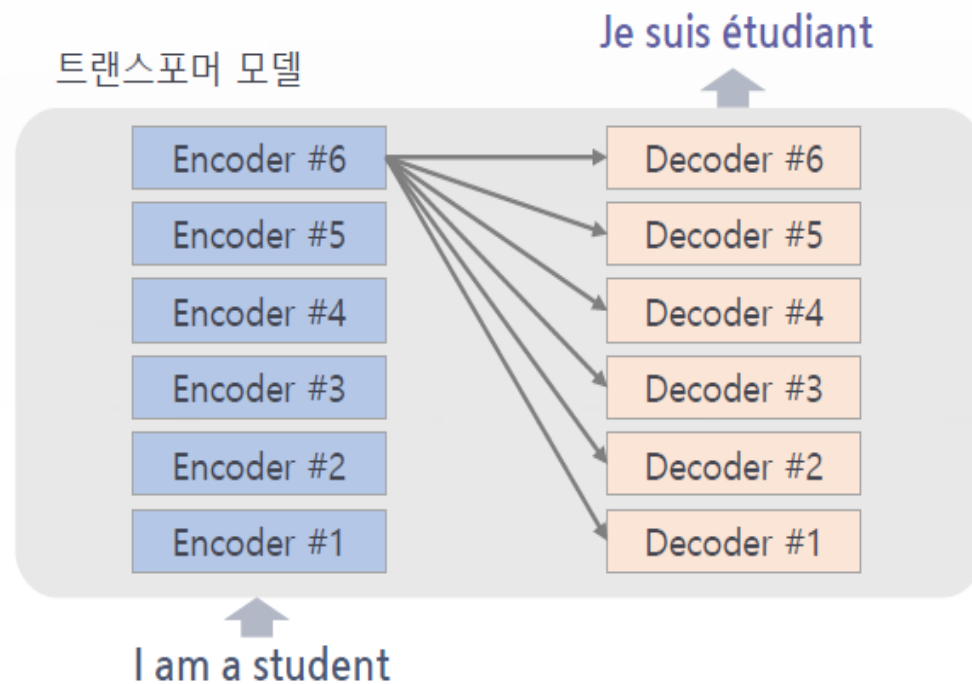 Je suis étudiant
트랜스포머 모델
Encoder #6
Decoder #6
Encoder #5
Decoder #5
Encoder #4
Decoder #4
Encoder #3
Decoder #3
Encoder #2
Decoder #2
Encoder #1
Decoder #1
I am a student